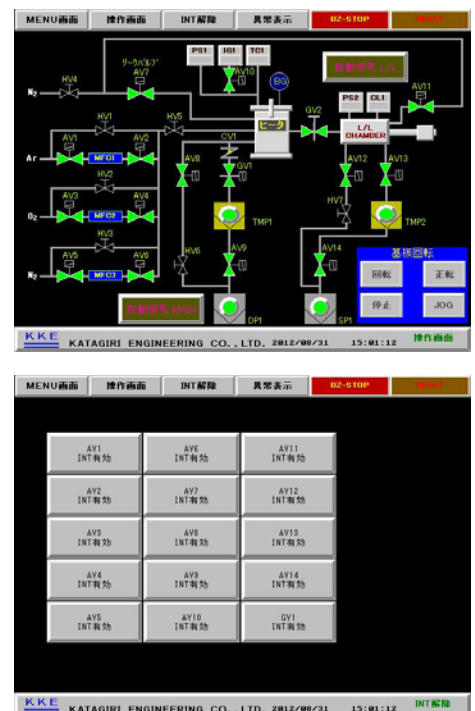 MENU画面 操作画面 INT解除 異常表示 BZ-STOP RESET
リークバルブ PS1 IG1 TC1 自動排気 L/L
HV4 AV7 AV10 BG AV11
N₂ GV2 PS2 CL1
HV1 HV5 ヒータ L/L CHAMBER
AV1 AV2 CV1
Ar MFC1 AV8 GV1 AV12 AV13
HV2
AV3 AV4 HV7
O₂ MFC2 TMP1 TMP2
HV3 HV6 AV9 AV14 基板回転
AV5 AV6 回転 正転
N₂ MFC3
自動排気 MAIN DP1 SP1 停止 JOG
KKE KATAGIRI ENGINEERING CO.,LTD. 2012/08/31 15:01:12 操作画面
MENU画面 操作画面 INT解除 異常表示 BZ-STOP RESET
AV1 AV6 AV11
INT有効 INT有効 INT有効
AV2 AV7 AV12
INT有効 INT有効 INT有効
AV3 AV8 AV13
INT有効 INT有効 INT有効
AV4 AV9 AV14
INT有効 INT有効 INT有効
AV5 AV10 GV1
INT有効 INT有効 INT有効
KKE KATAGIRI ENGINEERING CO.,LTD. 2012/08/31 15:01:12 INT解除